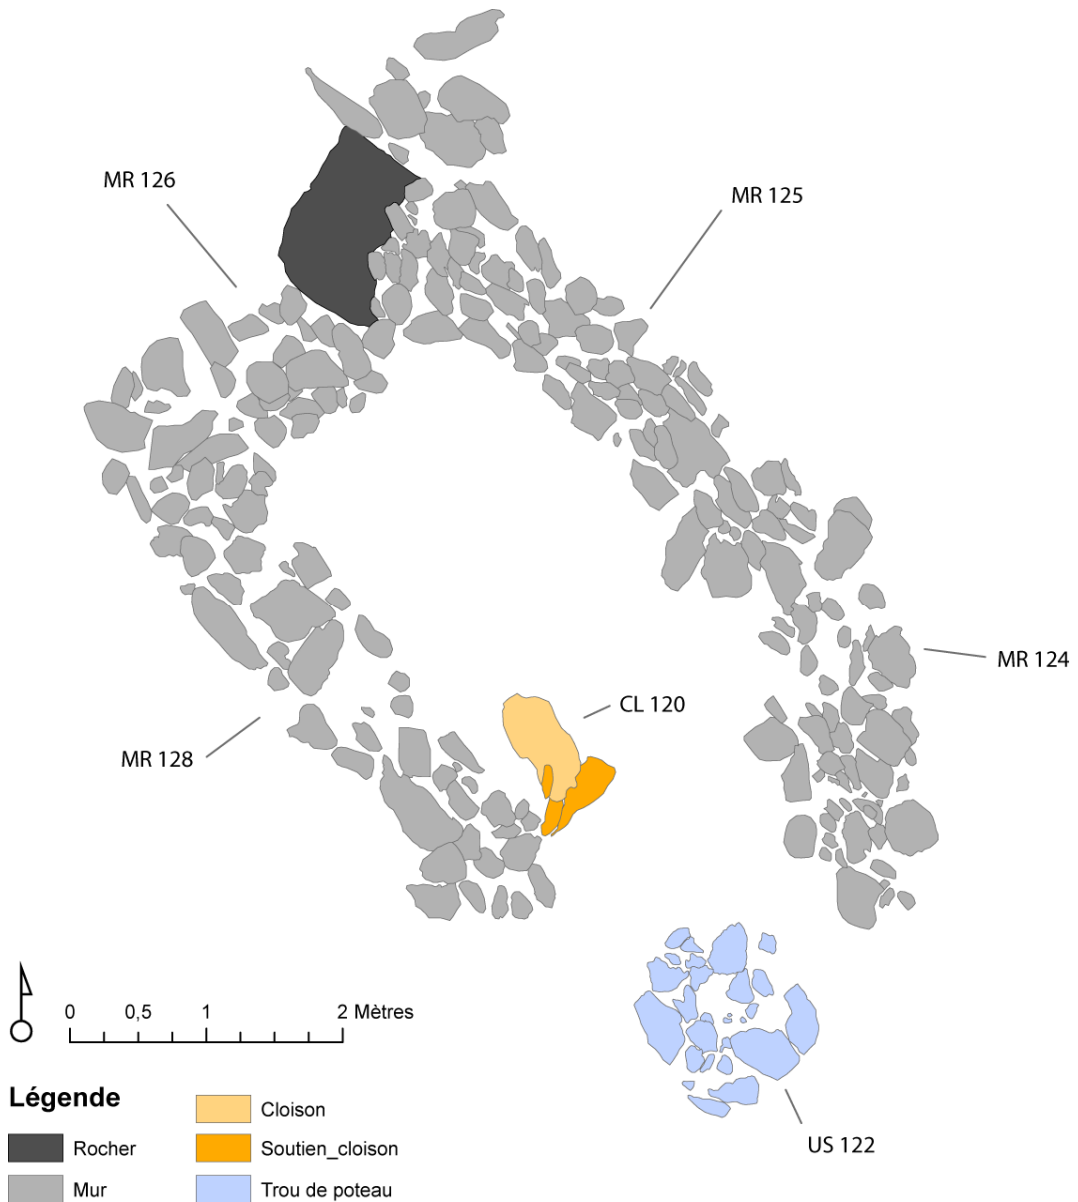 MR 126
MR 125
MR 124
CL 120
MR 128
0 0,5 1 2 Mètres
US 122
Légende
Cloison
Rocher
Soutien_cloison
Mur
Trou de poteau